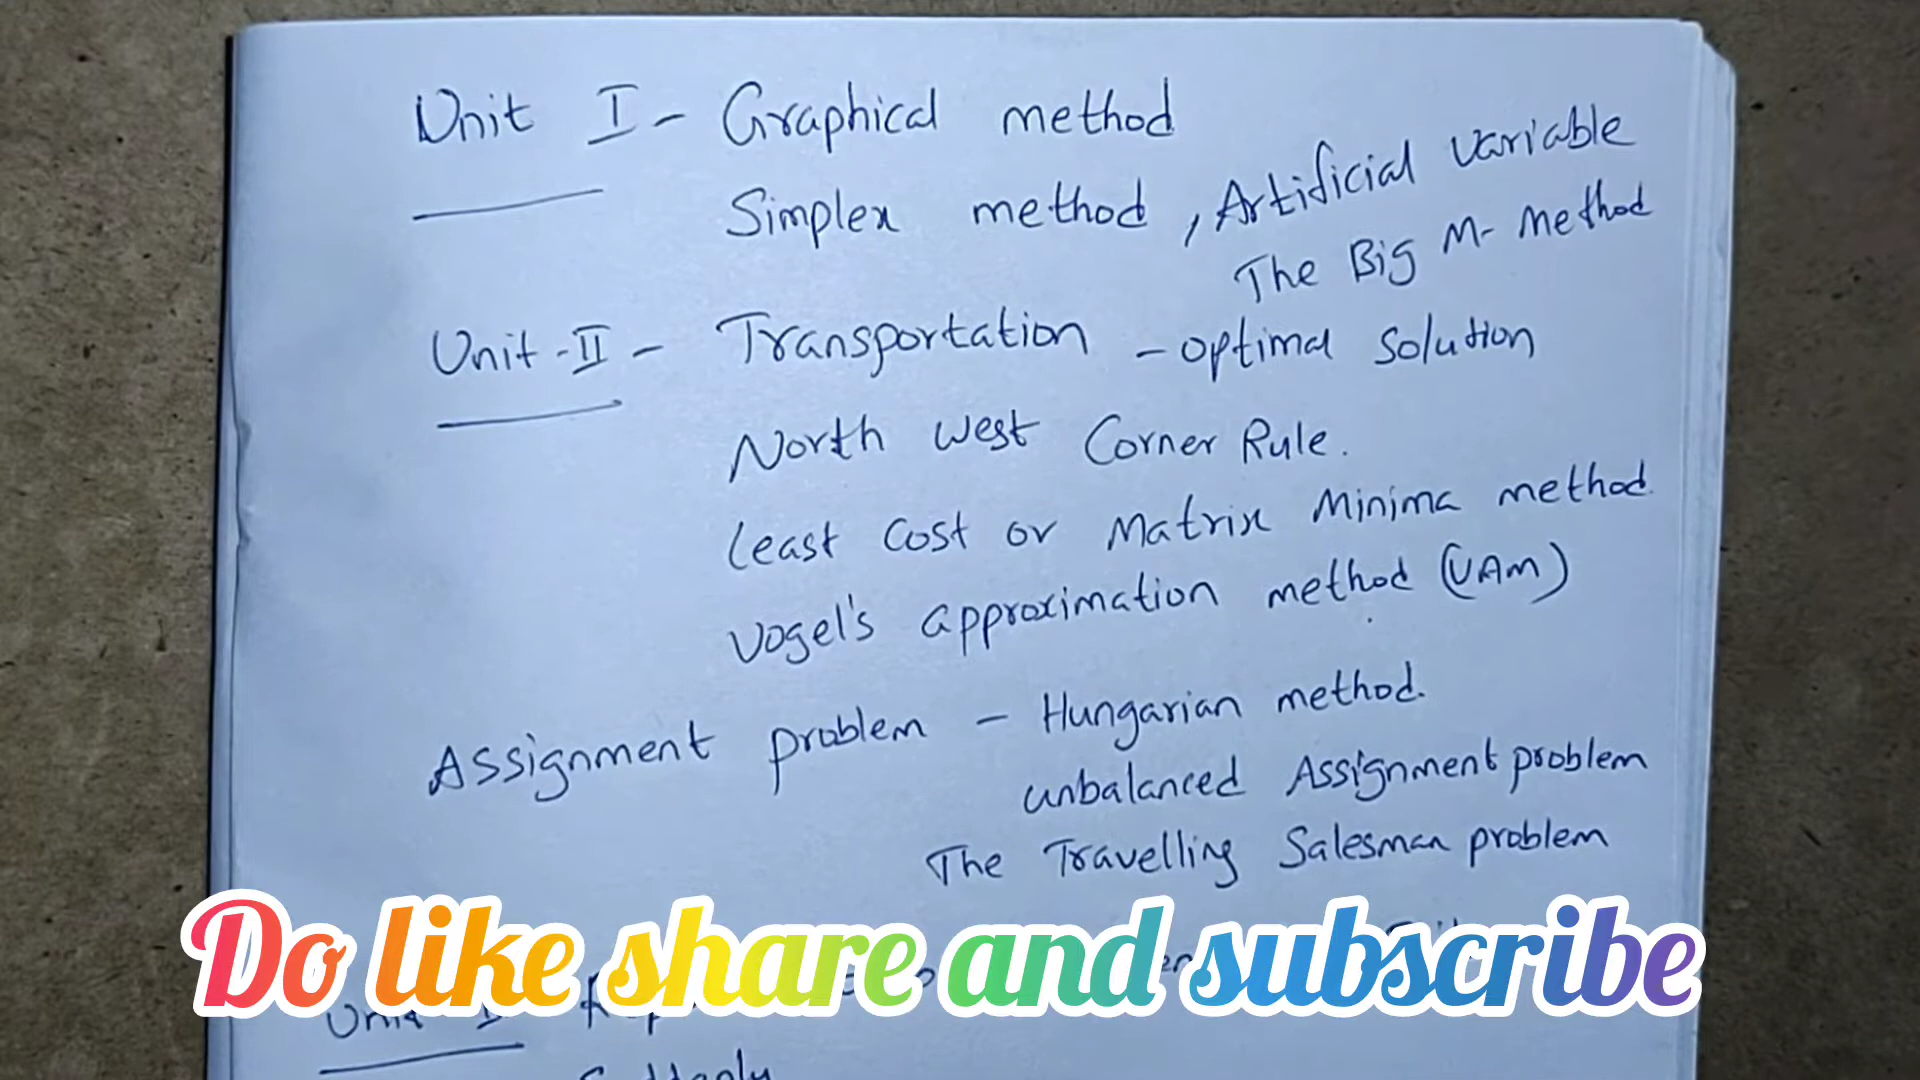 Unit I - Graphical method
Simplex method, Artificial variable
The Big M- Method
Unit-II - Transportation - optimal solution
North West Corner Rule.
Least Cost or Matrix Minima method
Vogel's approximation method (VAM)
Assignment problem - Hungarian method.
unbalanced Assignment problem
The Travelling Salesman problem
Do like share and subscribe
Unit